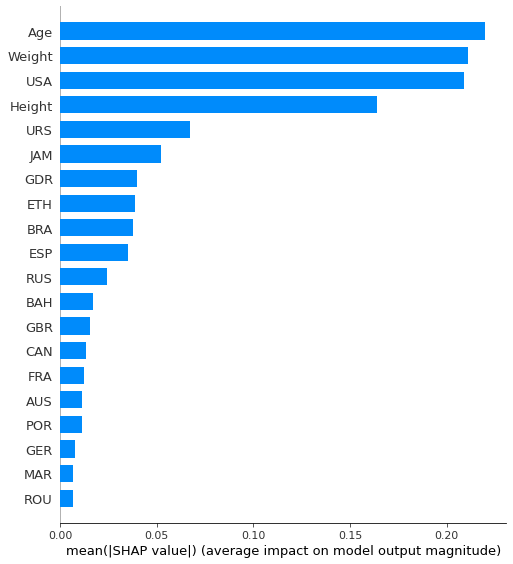 Age
Weight
USA
Height
URS
JAM
GDR
ETH
BRA
ESP
RUS
BAH
GBR
CAN
FRA
AUS
POR
GER
MAR
ROU
0.00 0.05 0.10 0.15 0.20
mean(|SHAP value|) (average impact on model output magnitude)